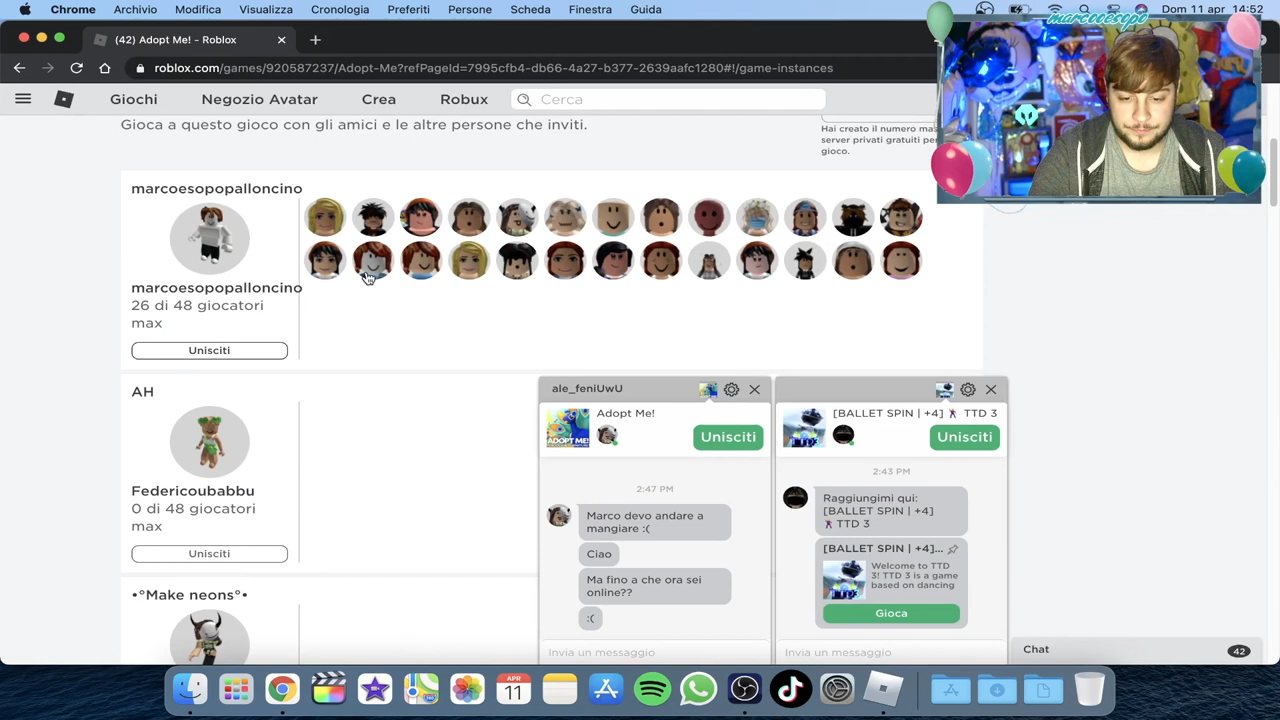 Chrome Archivio Modifica Visualizza Cronologia Preferiti Persone Scheda Finestra Guida Dom 11 apr 14:52
(42) Adopt Me! - Roblox
marcoesopo
roblox.com/games/920587237/Adopt-Me?refPageId=7995cfb4-db66-4a27-b377-2639aafc1280#!/game-instances
Giochi Negozio Avatar Crea Robux Cerca
Gioca a questo gioco con gli amici e le altre persone che inviti.
Hai creato il numero
server privati gratuiti per
gioco.
marcoesopopalloncino
marcoesopopalloncino
26 di 48 giocatori
max
Unisciti
AH
Federicoubabbu
0 di 48 giocatori
max
Unisciti
•°Make neons°•
ale_feniUwU
Adopt Me!
Unisciti
2:47 PM
Marco devo andare a
mangiare :(
Ciao
Ma fino a che ora sei
online??
:(
Invia un messaggio
[BALLET SPIN | +4] 🕺 TTD 3
Unisciti
2:43 PM
Raggiungimi qui:
[BALLET SPIN | +4]
🕺 TTD 3
[BALLET SPIN | +4]...
Welcome to TTD
3! TTD 3 is a game
based on dancing
Gioca
Invia un messaggio
Chat 42
APR
11